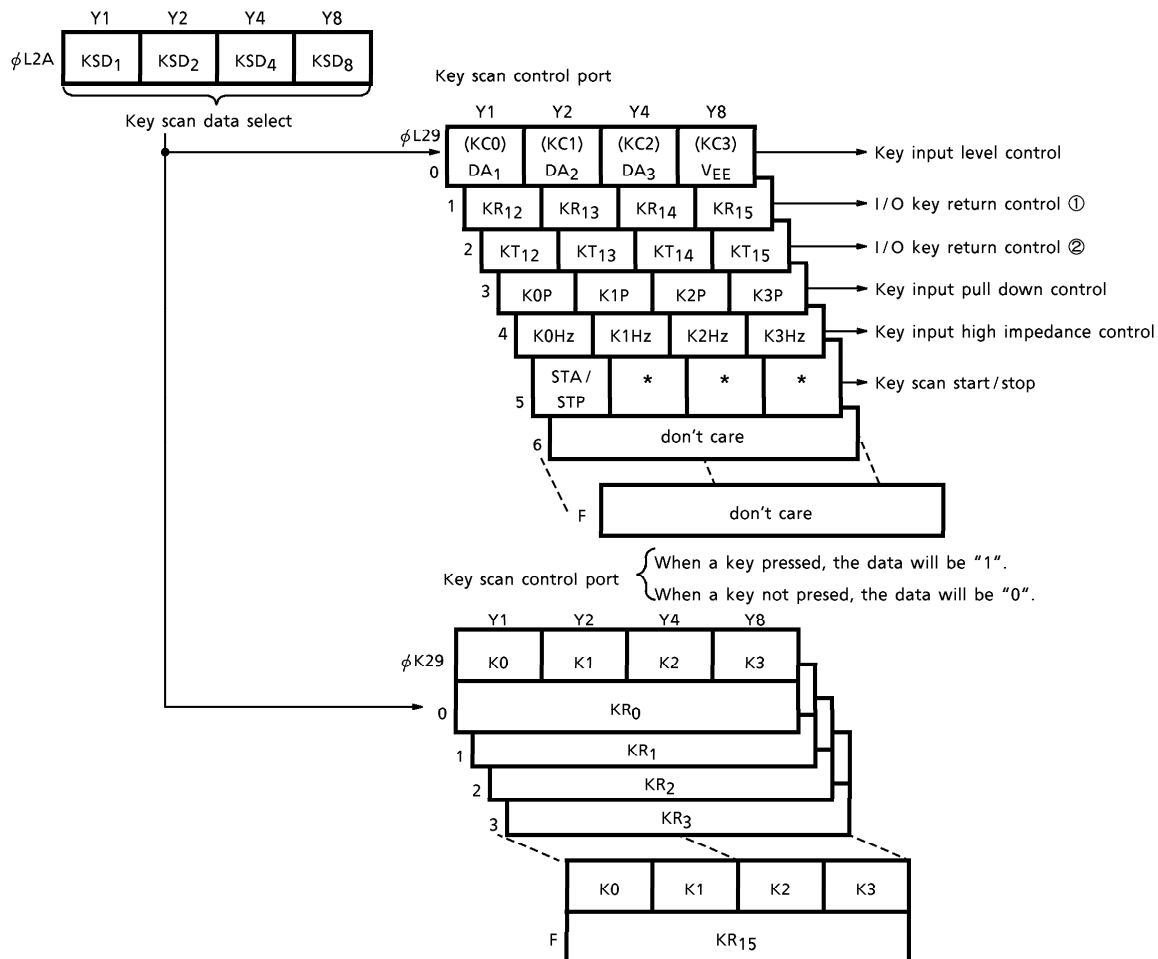 Y1 Y2 Y4 Y8
φL2A KSD1 KSD2 KSD4 KSD8
Key scan data select
Key scan control port
Y1 Y2 Y4 Y8
φL29
0 (KC0) DA1 (KC1) DA2 (KC2) DA3 (KC3) VEE Key input level control
1 KR12 KR13 KR14 KR15 I/O key return control ①
2 KT12 KT13 KT14 KT15 I/O key return control ②
3 K0P K1P K2P K3P Key input pull down control
4 K0Hz K1Hz K2Hz K3Hz Key input high impedance control
5 STA/ STP * * * Key scan start/stop
6 don't care
F don't care
Key scan control port
When a key pressed, the data will be "1".
When a key not presed, the data will be "0".
Y1 Y2 Y4 Y8
φK29 K0 K1 K2 K3
0 KR0
1 KR1
2 KR2
3 KR3
K0 K1 K2 K3
F KR15